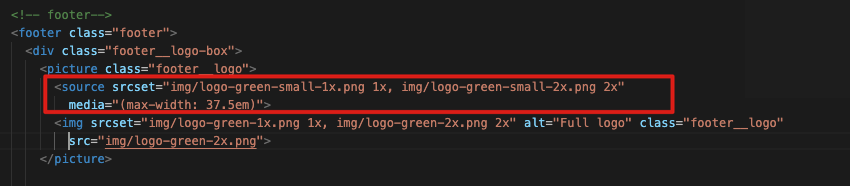 <!-- footer-->
<footer class="footer">
<div class="footer__logo-box">
<picture class="footer__logo">
<source srcset="img/logo-green-small-1x.png 1x, img/logo-green-small-2x.png 2x"
media="(max-width: 37.5em)">
<img srcset="img/logo-green-1x.png 1x, img/logo-green-2x.png 2x" alt="Full logo" class="footer__logo"
src="img/logo-green-2x.png">
</picture>